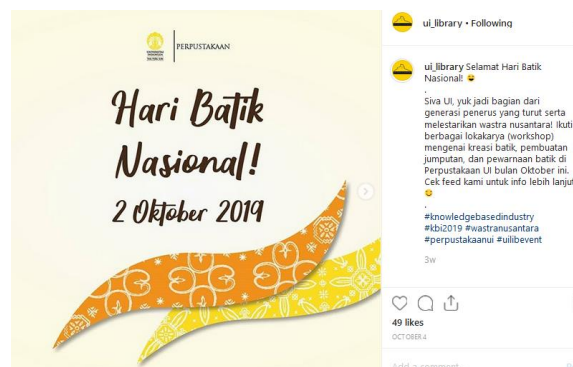 PERPUSTAKAAN
Hari Batik
Nasional!
2 Oktober 2019
ui_library • Following
ui_library Selamat Hari Batik
Nasional! 😄
.
Siva UI, yuk jadi bagian dari
generasi penerus yang turut serta
melestarikan wastra nusantara! Ikuti
berbagai lokakarya (workshop)
mengenai kreasi batik, pembuatan
jumputan, dan pewarnaan batik di
Perpustakaan UI bulan Oktober ini.
Cek feed kami untuk info lebih lanjut
😊
.
#knowledgebasedindustry
#kbi2019 #wastranusantara
#perpustakaanui #uilibevent
3w
49 likes
OCTOBER 4
Add a comment